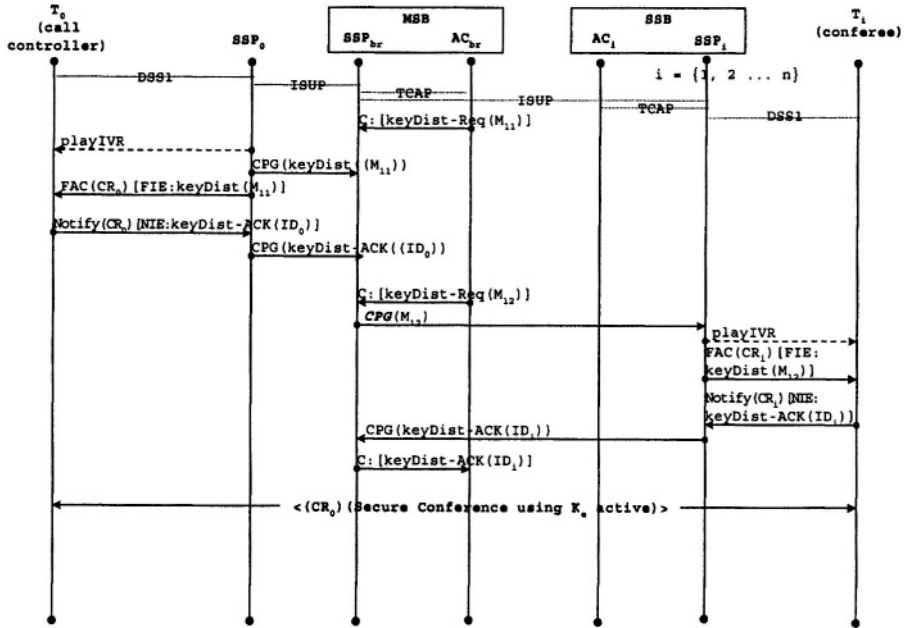 T₀ MSB SSB Tᵢ
(call (conferee)
controller) SSP₀ SSP_br AC_br ACᵢ SSPᵢ
DSS1 ISUP i = {1, 2 ... n}
TCAP ISUP
TCAP DSS1
C:[keyDist-Req(M₁₁)]
playIVR
CPG(keyDist((M₁₁))
FAC(CR₀)[FIE:keyDist(M₁₁)]
Notify(CR₀)[NIE:keyDist-ACK(ID₀)]
CPG(keyDist-ACK((ID₀))
C:[keyDist-Req(M₁₂)]
CPG(M₁₂)
playIVR
FAC(CRᵢ)[FIE:
keyDist(M₁₂)]
Notify(CRᵢ)[NIE:
keyDist-ACK(IDᵢ)]
CPG(keyDist-ACK(IDᵢ))
C:[keyDist-ACK(IDᵢ)]
<(CR₀)(Secure Conference using Kₑ active)>